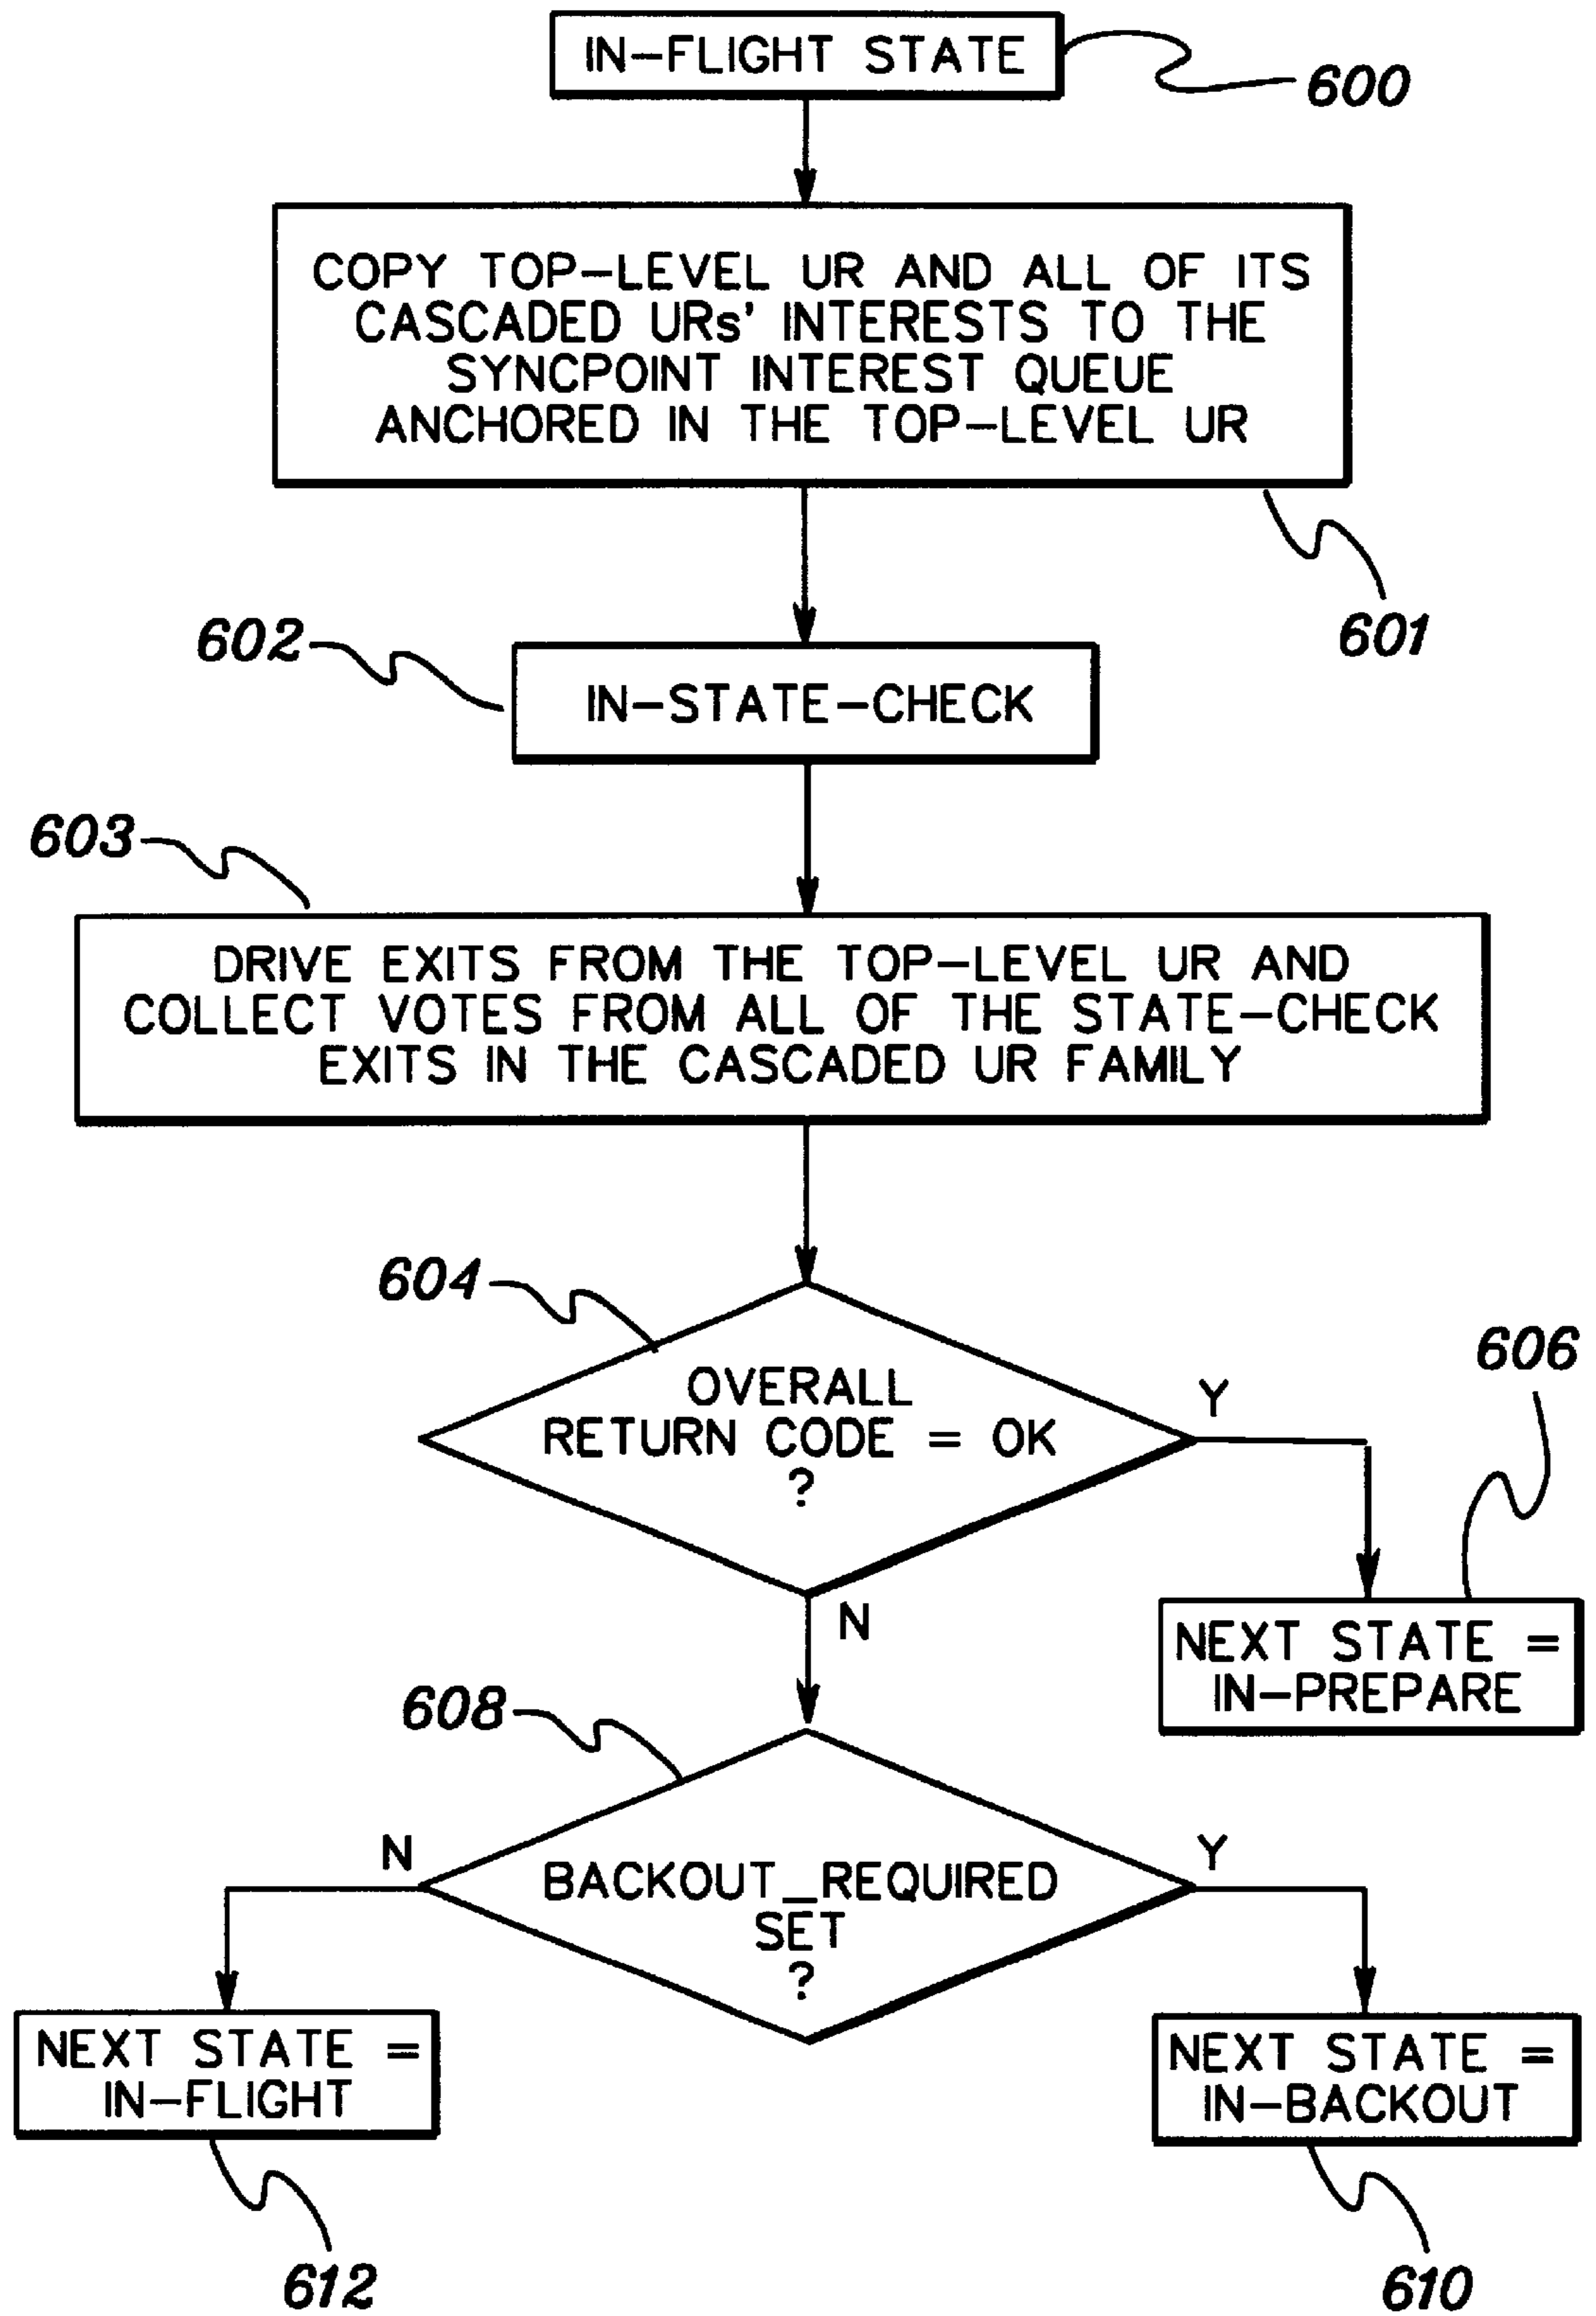 IN-FLIGHT STATE
600
COPY TOP-LEVEL UR AND ALL OF ITS
CASCADED URs' INTERESTS TO THE
SYNCPOINT INTEREST QUEUE
ANCHORED IN THE TOP-LEVEL UR
601
602
IN-STATE-CHECK
603
DRIVE EXITS FROM THE TOP-LEVEL UR AND
COLLECT VOTES FROM ALL OF THE STATE-CHECK
EXITS IN THE CASCADED UR FAMILY
604
OVERALL
RETURN CODE = OK
?
Y
606
NEXT STATE =
IN-PREPARE
N
608
BACKOUT_REQUIRED
SET
?
N
Y
NEXT STATE =
IN-FLIGHT
612
NEXT STATE =
IN-BACKOUT
610